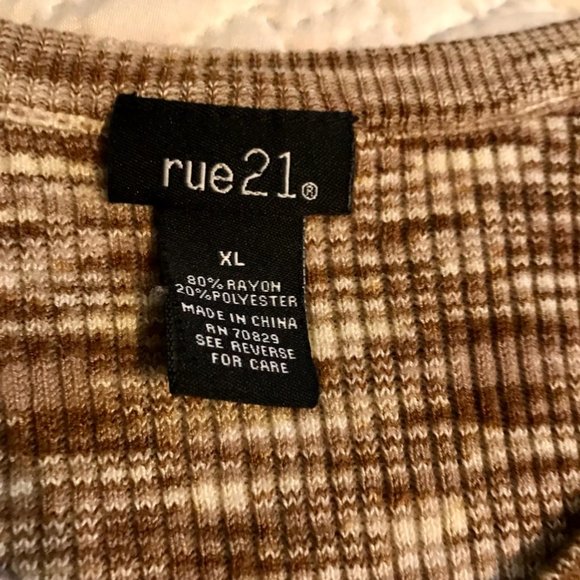 rue21®
XL
80% RAYON
20%POLYESTER
MADE IN CHINA
RN 70829
SEE REVERSE
FOR CARE